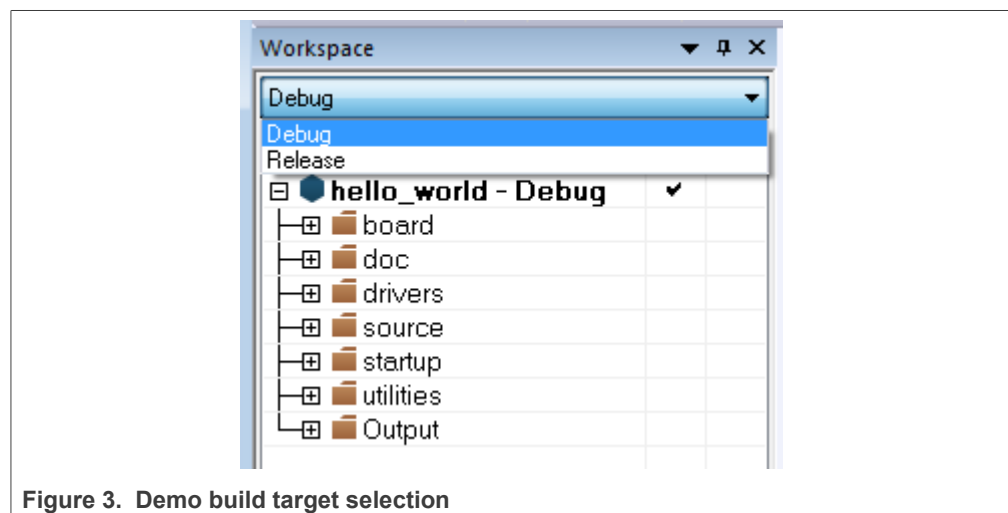 Workspace
Debug
Debug
Release
hello_world - Debug
board
doc
drivers
source
startup
utilities
Output
Figure 3. Demo build target selection